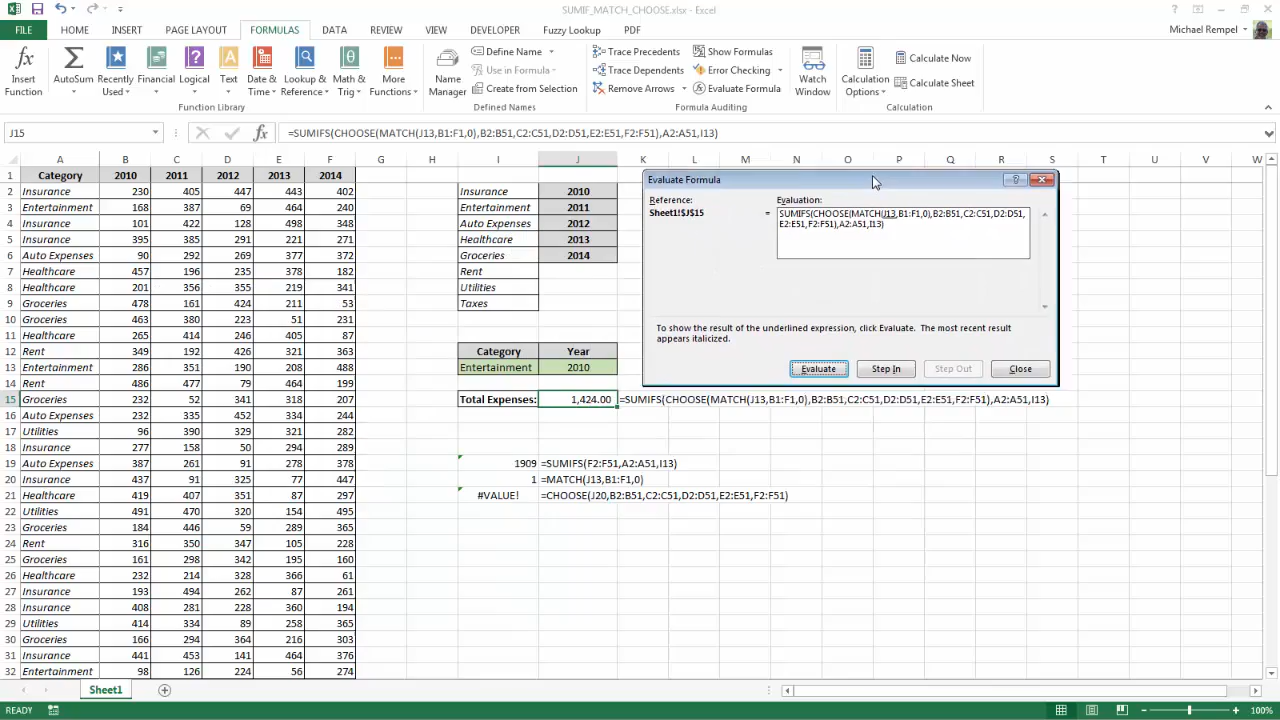 SUMIF_MATCH_CHOOSE.xlsx - Excel
FILE HOME INSERT PAGE LAYOUT FORMULAS DATA REVIEW VIEW DEVELOPER Fuzzy Lookup PDF Michael Rempel
Insert Function
AutoSum
Recently Used
Financial
Logical
Text
Date & Time
Lookup & Reference
Math & Trig
More Functions
Function Library
Name Manager
Define Name
Use in Formula
Create from Selection
Defined Names
Trace Precedents
Trace Dependents
Remove Arrows
Show Formulas
Error Checking
Evaluate Formula
Formula Auditing
Watch Window
Calculation Options
Calculate Now
Calculate Sheet
Calculation
J15 fx =SUMIFS(CHOOSE(MATCH(J13,B1:F1,0),B2:B51,C2:C51,D2:D51,E2:E51,F2:F51),A2:A51,I13)
A B C D E F G H I J K L M N O P Q R S T U V W
1 Category 2010 2011 2012 2013 2014
2 Insurance 230 405 447 443 402 Insurance 2010
3 Entertainment 168 387 69 464 240 Entertainment 2011
4 Insurance 101 422 128 498 348 Auto Expenses 2012
5 Insurance 395 385 291 221 271 Healthcare 2013
6 Auto Expenses 90 292 269 377 372 Groceries 2014
7 Healthcare 457 196 235 378 182 Rent
8 Healthcare 201 356 355 219 341 Utilities
9 Groceries 478 161 424 211 53 Taxes
10 Groceries 463 380 223 51 231
11 Healthcare 265 414 246 405 87
12 Rent 349 192 426 321 363 Category Year
13 Entertainment 286 351 190 208 488 Entertainment 2010
14 Rent 486 477 79 464 199
15 Groceries 232 52 341 318 207 Total Expenses: 1,424.00 =SUMIFS(CHOOSE(MATCH(J13,B1:F1,0),B2:B51,C2:C51,D2:D51,E2:E51,F2:F51),A2:A51,I13)
16 Auto Expenses 232 335 452 435 244
17 Utilities 96 390 329 321 282
18 Insurance 277 158 50 294 289
19 Auto Expenses 387 261 91 278 378 1909 =SUMIFS(F2:F51,A2:A51,I13)
20 Insurance 437 91 325 77 447 1 =MATCH(J13,B1:F1,0)
21 Healthcare 419 407 351 87 297 #VALUE! =CHOOSE(J20,B2:B51,C2:C51,D2:D51,E2:E51,F2:F51)
22 Utilities 491 470 320 154 495
23 Groceries 184 446 59 289 365
24 Rent 316 350 347 105 228
25 Groceries 161 298 342 195 160
26 Healthcare 232 214 328 366 61
27 Insurance 193 494 262 87 261
28 Insurance 408 281 228 360 194
29 Utilities 414 334 89 258 365
30 Groceries 166 294 364 216 303
31 Insurance 441 453 141 464 376
32 Entertainment 98 126 224 56 274
Evaluate Formula
Reference: Evaluation:
Sheet1!$J$15 = SUMIFS(CHOOSE(MATCH(J13,B1:F1,0),B2:B51,C2:C51,D2:D51,
E2:E51,F2:F51),A2:A51,I13)
To show the result of the underlined expression, click Evaluate. The most recent result
appears italicized.
Evaluate Step In Step Out Close
Sheet1
READY 100%